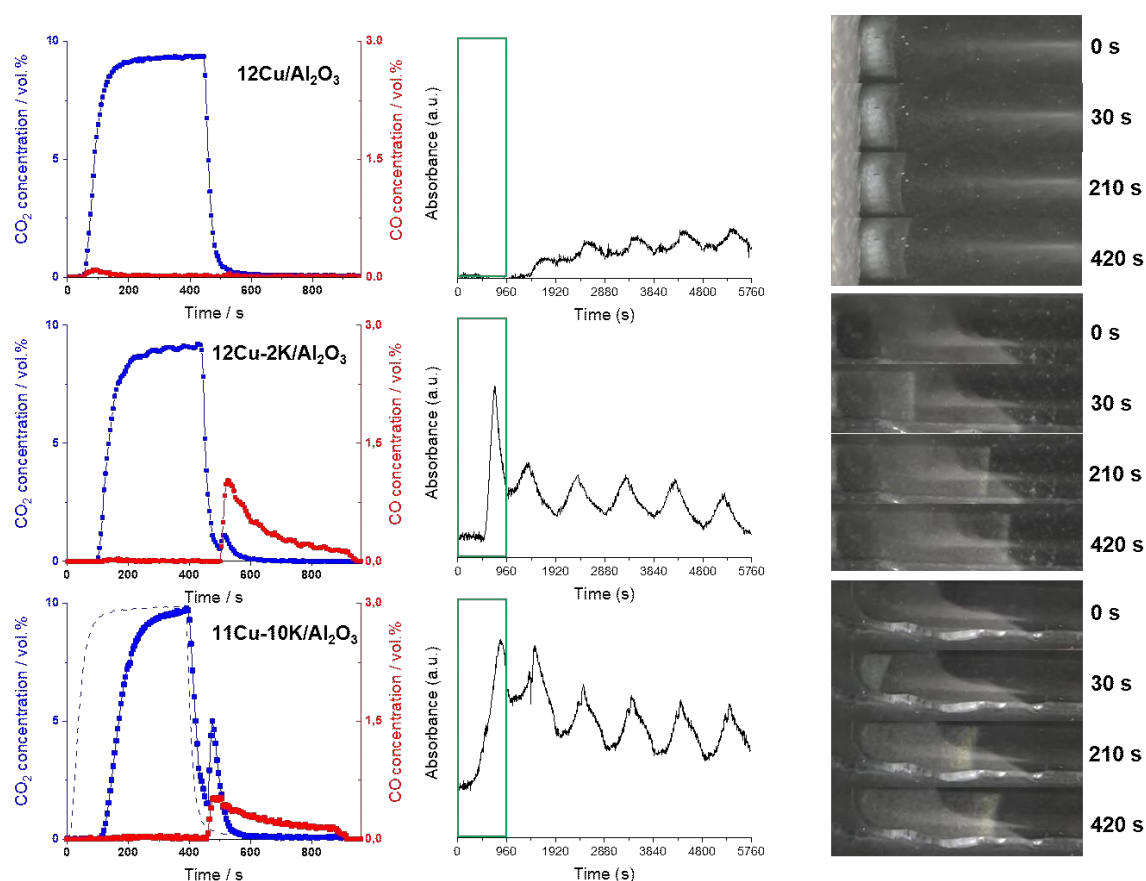 12Cu/Al₂O₃
CO₂ concentration / vol.%
10
5
0
CO concentration / vol.%
3,0
1,5
0,0
0 200 400 600 800
Time / s
Absorbance (a.u.)
0 960 1920 2880 3840 4800 5760
Time (s)
0 s
30 s
210 s
420 s
12Cu-2K/Al₂O₃
CO₂ concentration / vol.%
10
5
0
CO concentration / vol.%
3,0
1,5
0,0
0 200 400 600 800
Time / s
Absorbance (a.u.)
0 960 1920 2880 3840 4800 5760
Time (s)
0 s
30 s
210 s
420 s
11Cu-10K/Al₂O₃
CO₂ concentration / vol.%
10
5
0
CO concentration / vol.%
3,0
1,5
0,0
0 200 400 600 800
Time / s
Absorbance (a.u.)
0 960 1920 2880 3840 4800 5760
Time (s)
0 s
30 s
210 s
420 s